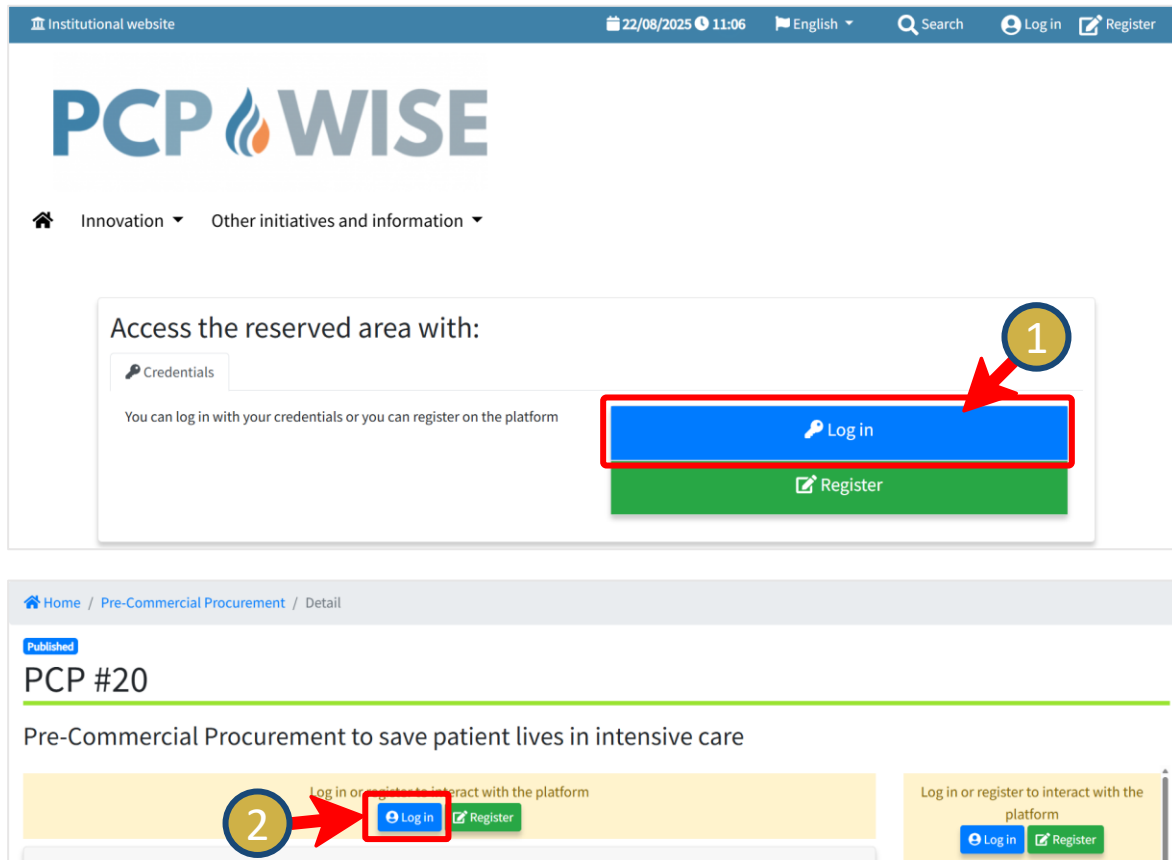 Institutional website 22/08/2025 11:06 English Search Log in Register
PCP WISE
Innovation Other initiatives and information
Access the reserved area with:
1
Credentials
You can log in with your credentials or you can register on the platform
Log in
Register
Home / Pre-Commercial Procurement / Detail
Published
PCP #20
Pre-Commercial Procurement to save patient lives in intensive care
Log in or register to interact with the platform
2
Log in Register
Log in or register to interact with the
platform
Log in Register